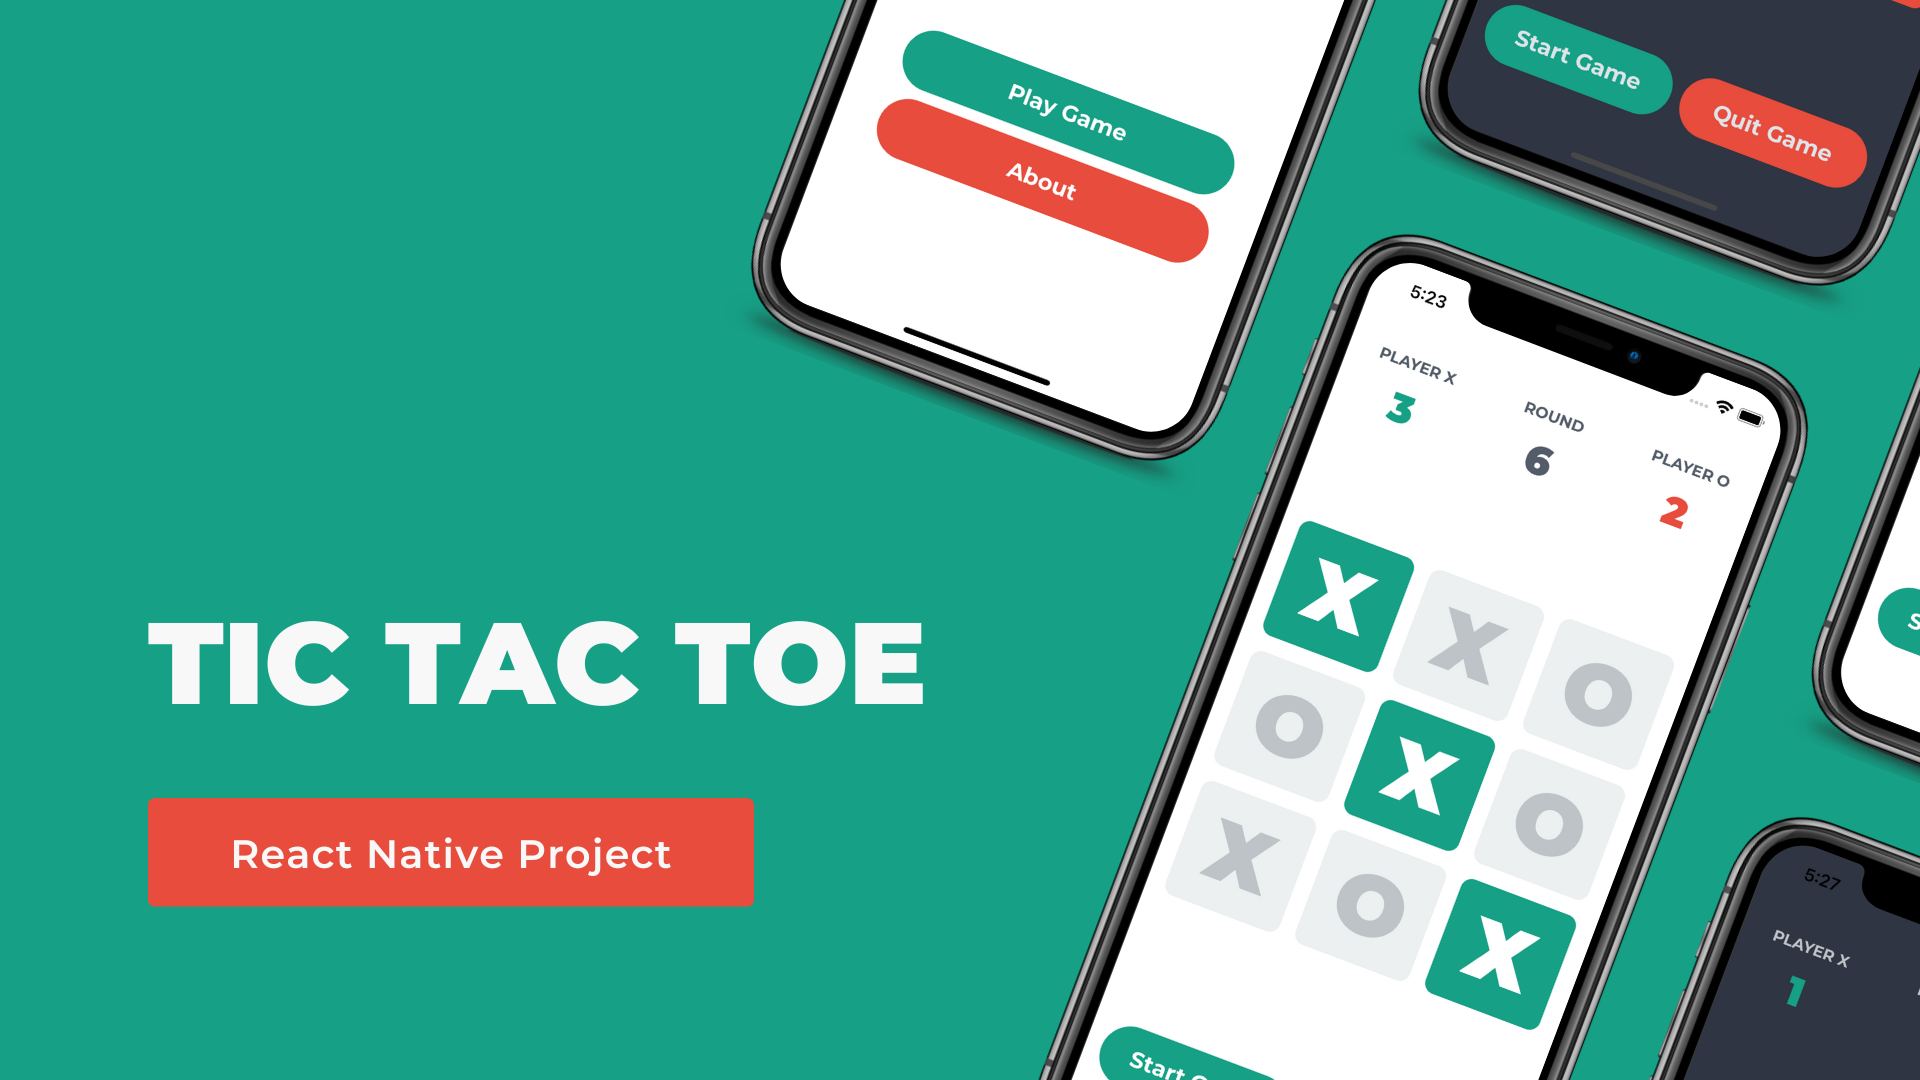 Play Game
About
Start Game
Quit Game
5:23
PLAYER X
3
ROUND
6
PLAYER O
2
X X O
O X O
X O X
TIC TAC TOE
React Native Project
5:27
PLAYER X
1
Start